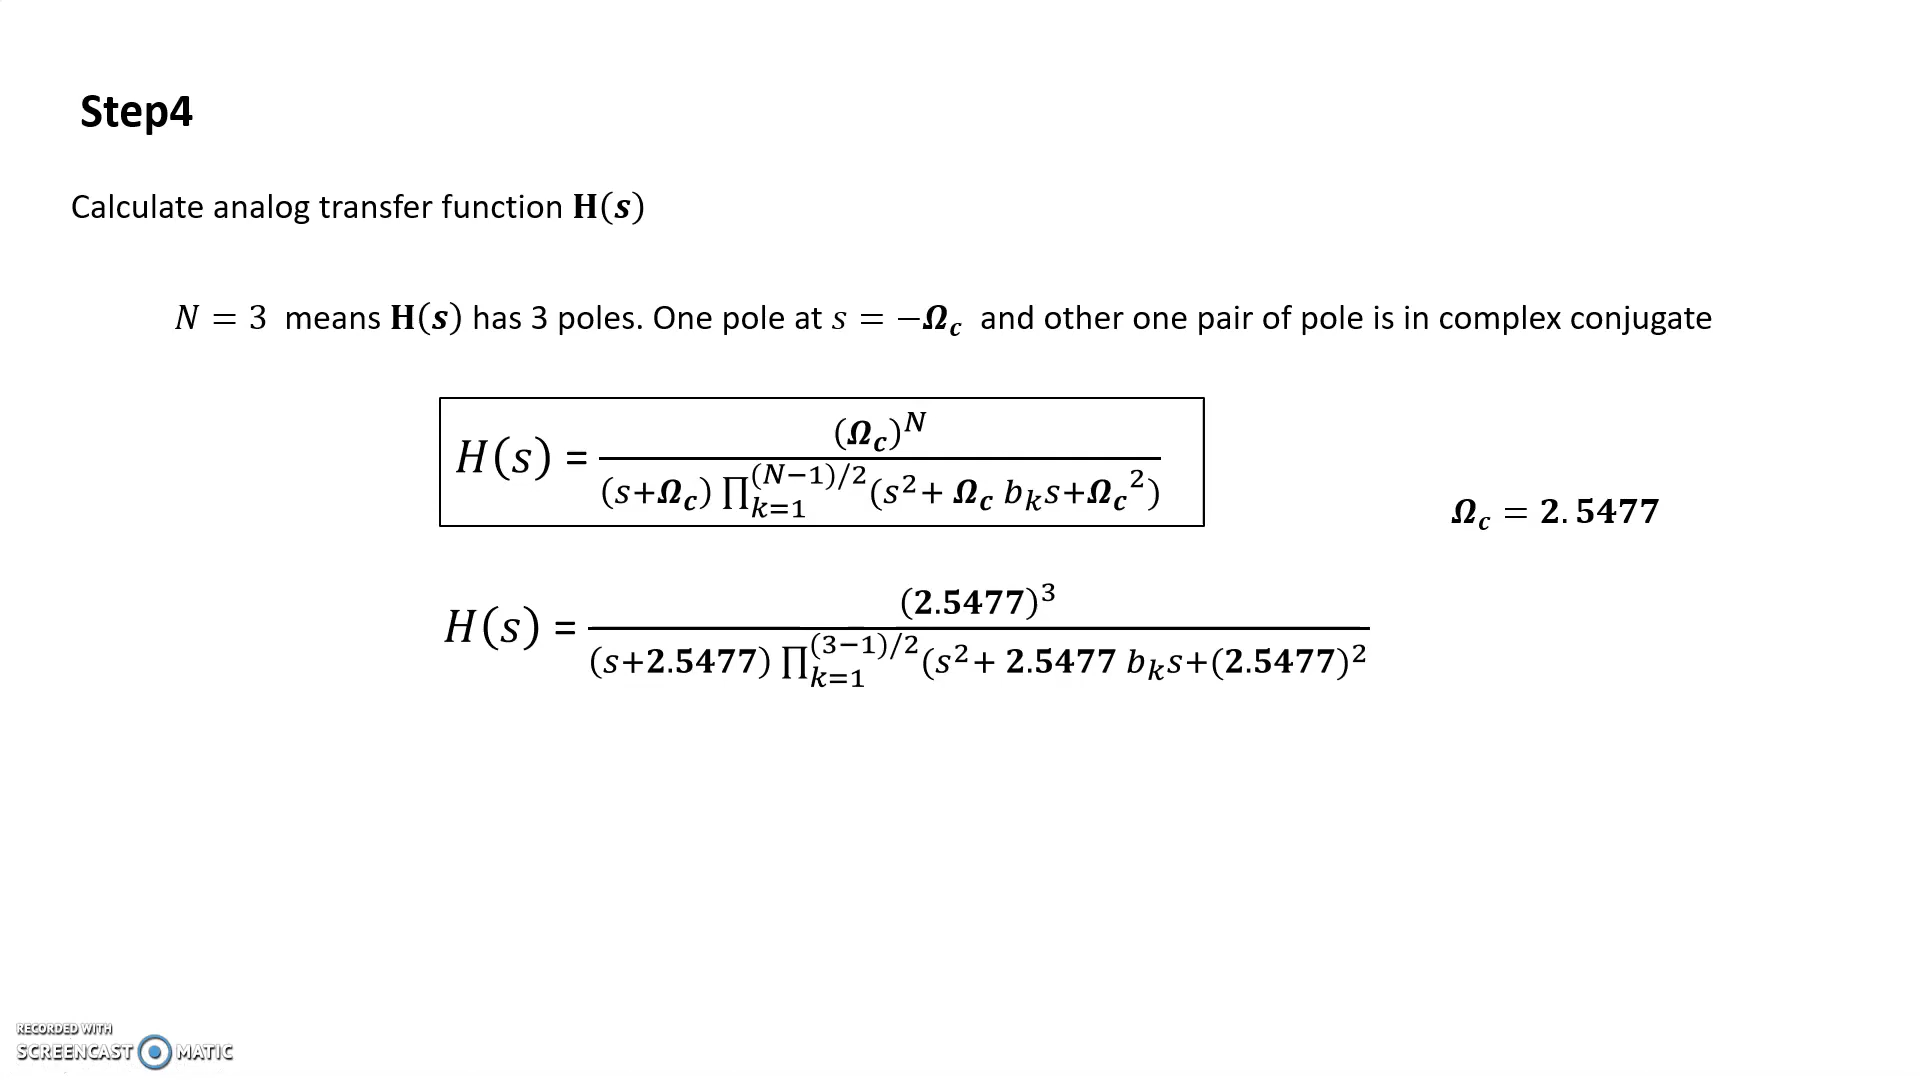 Step4
Calculate analog transfer function H(s)
N = 3 means H(s) has 3 poles. One pole at s = −Ω_c and other one pair of pole is in complex conjugate
H(s) = (Ω_c)^N / (s+Ω_c) ∏_{k=1}^{(N−1)/2}(s^2+ Ω_c b_k s+Ω_c^2)
Ω_c = 2.5477
H(s) = (2.5477)^3 / (s+2.5477) ∏_{k=1}^{(3−1)/2}(s^2+ 2.5477 b_k s+(2.5477)^2
RECORDED WITH
SCREENCAST MATIC